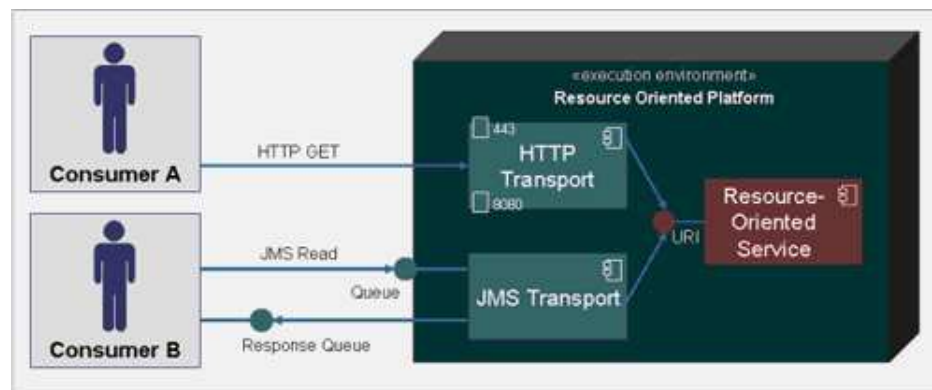 «execution environment»
Resource Oriented Platform
Consumer A
HTTP GET
443
HTTP
Transport
8080
Resource-
Oriented
Service
URI
JMS Read
Queue
JMS Transport
Response Queue
Consumer B